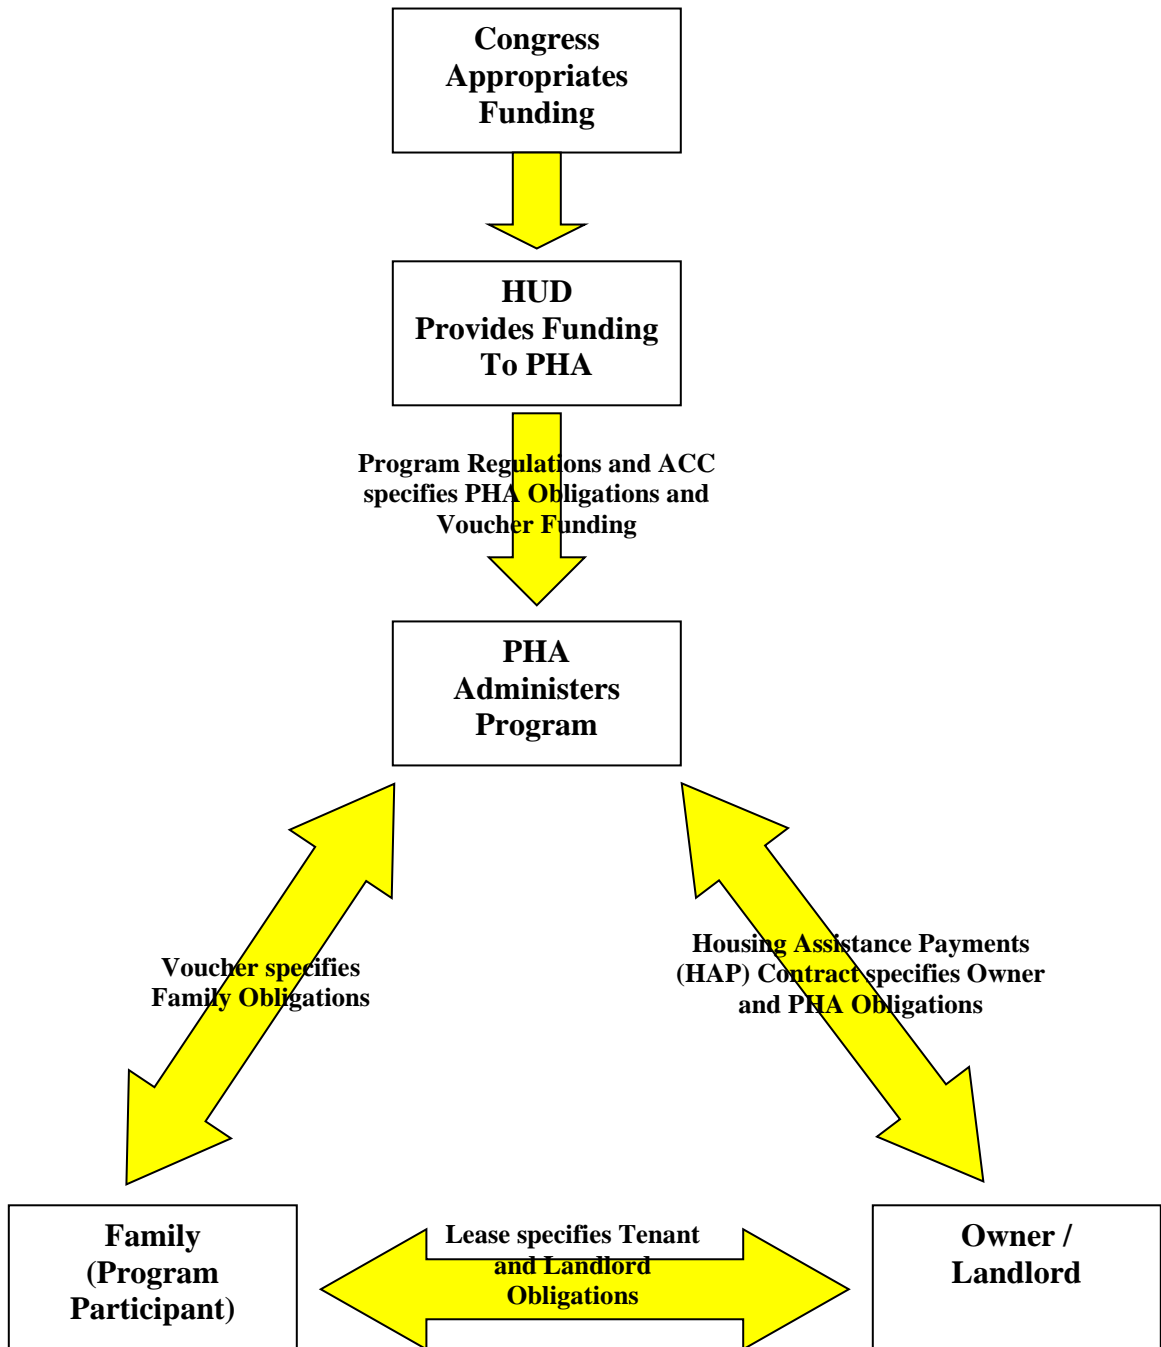 Congress
Appropriates
Funding
HUD
Provides Funding
To PHA
Program Regulations and ACC
specifies PHA Obligations and
Voucher Funding
PHA
Administers
Program
Voucher specifies
Family Obligations
Housing Assistance Payments
(HAP) Contract specifies Owner
and PHA Obligations
Family
(Program
Participant)
Lease specifies Tenant
and Landlord
Obligations
Owner /
Landlord